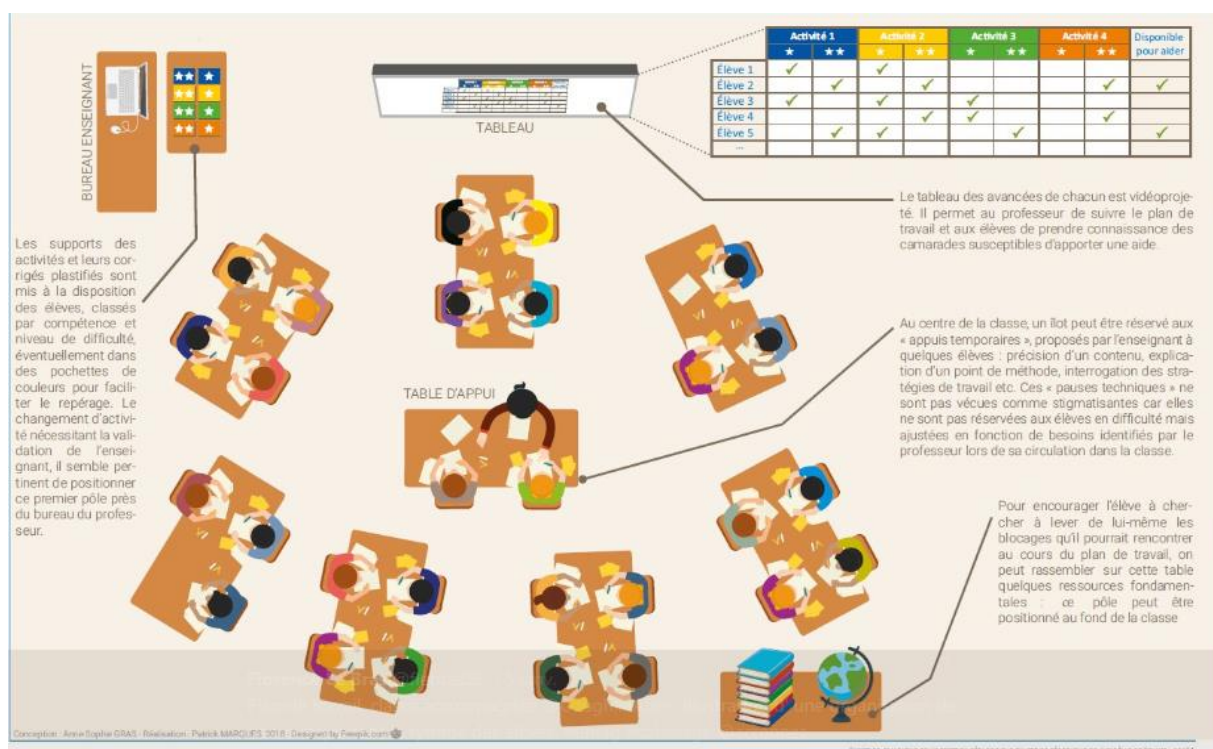 Activité 1 Activité 2 Activité 3 Activité 4 Disponible pour aider
★ ★★ ★ ★★ ★ ★★ ★ ★★
Élève 1 ✓ ✓
Élève 2 ✓ ✓ ✓ ✓
Élève 3 ✓ ✓ ✓
Élève 4 ✓ ✓ ✓
Élève 5 ✓ ✓ ✓ ✓
...
BUREAU ENSEIGNANT
TABLEAU
Le tableau des avancées de chacun est vidéoproje-
té. Il permet au professeur de suivre le plan de
travail et aux élèves de prendre connaissance des
camarades susceptibles d'apporter une aide.
Les supports des
activités et leurs cor-
rigés plastifiés sont
mis à la disposition
des élèves, classés
par compétence et
niveau de difficulté,
éventuellement dans
des pochettes de
couleurs pour facili-
ter le repérage. Le
changement d'activi-
té nécessitant la vali-
dation de l'ensei-
gnant, il semble per-
tinent de positionner
ce premier pôle près
du bureau du profes-
seur.
Au centre de la classe, un îlot peut être réservé aux
« appuis temporaires », proposés par l'enseignant à
quelques élèves : précision d'un contenu, explica-
tion d'un point de méthode, interrogation des stra-
tégies de travail etc. Ces « pauses techniques » ne
sont pas vécues comme stigmatisantes car elles
ne sont pas réservées aux élèves en difficulté mais
ajustées en fonction de besoins identifiés par le
professeur lors de sa circulation dans la classe.
TABLE D'APPUI
Pour encourager l'élève à cher-
cher à lever de lui-même les
blocages qu'il pourrait rencontrer
au cours du plan de travail, on
peut rassembler sur cette table
quelques ressources fondamen-
tales : ce pôle peut être
positionné au fond de la classe
Conception : Anne-Sophie GRAS - Réalisation : Patrick MARQUES 2018 - Designed by Freepik.com